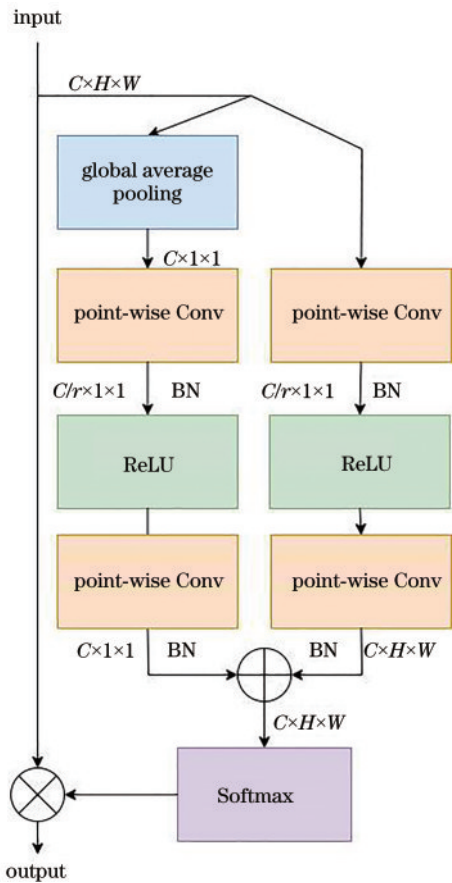 input
C×H×W
global average
pooling
C×1×1
point-wise Conv
point-wise Conv
C/r×1×1
BN
C/r×1×1
BN
ReLU
ReLU
point-wise Conv
point-wise Conv
C×1×1
BN
BN
C×H×W
C×H×W
Softmax
output